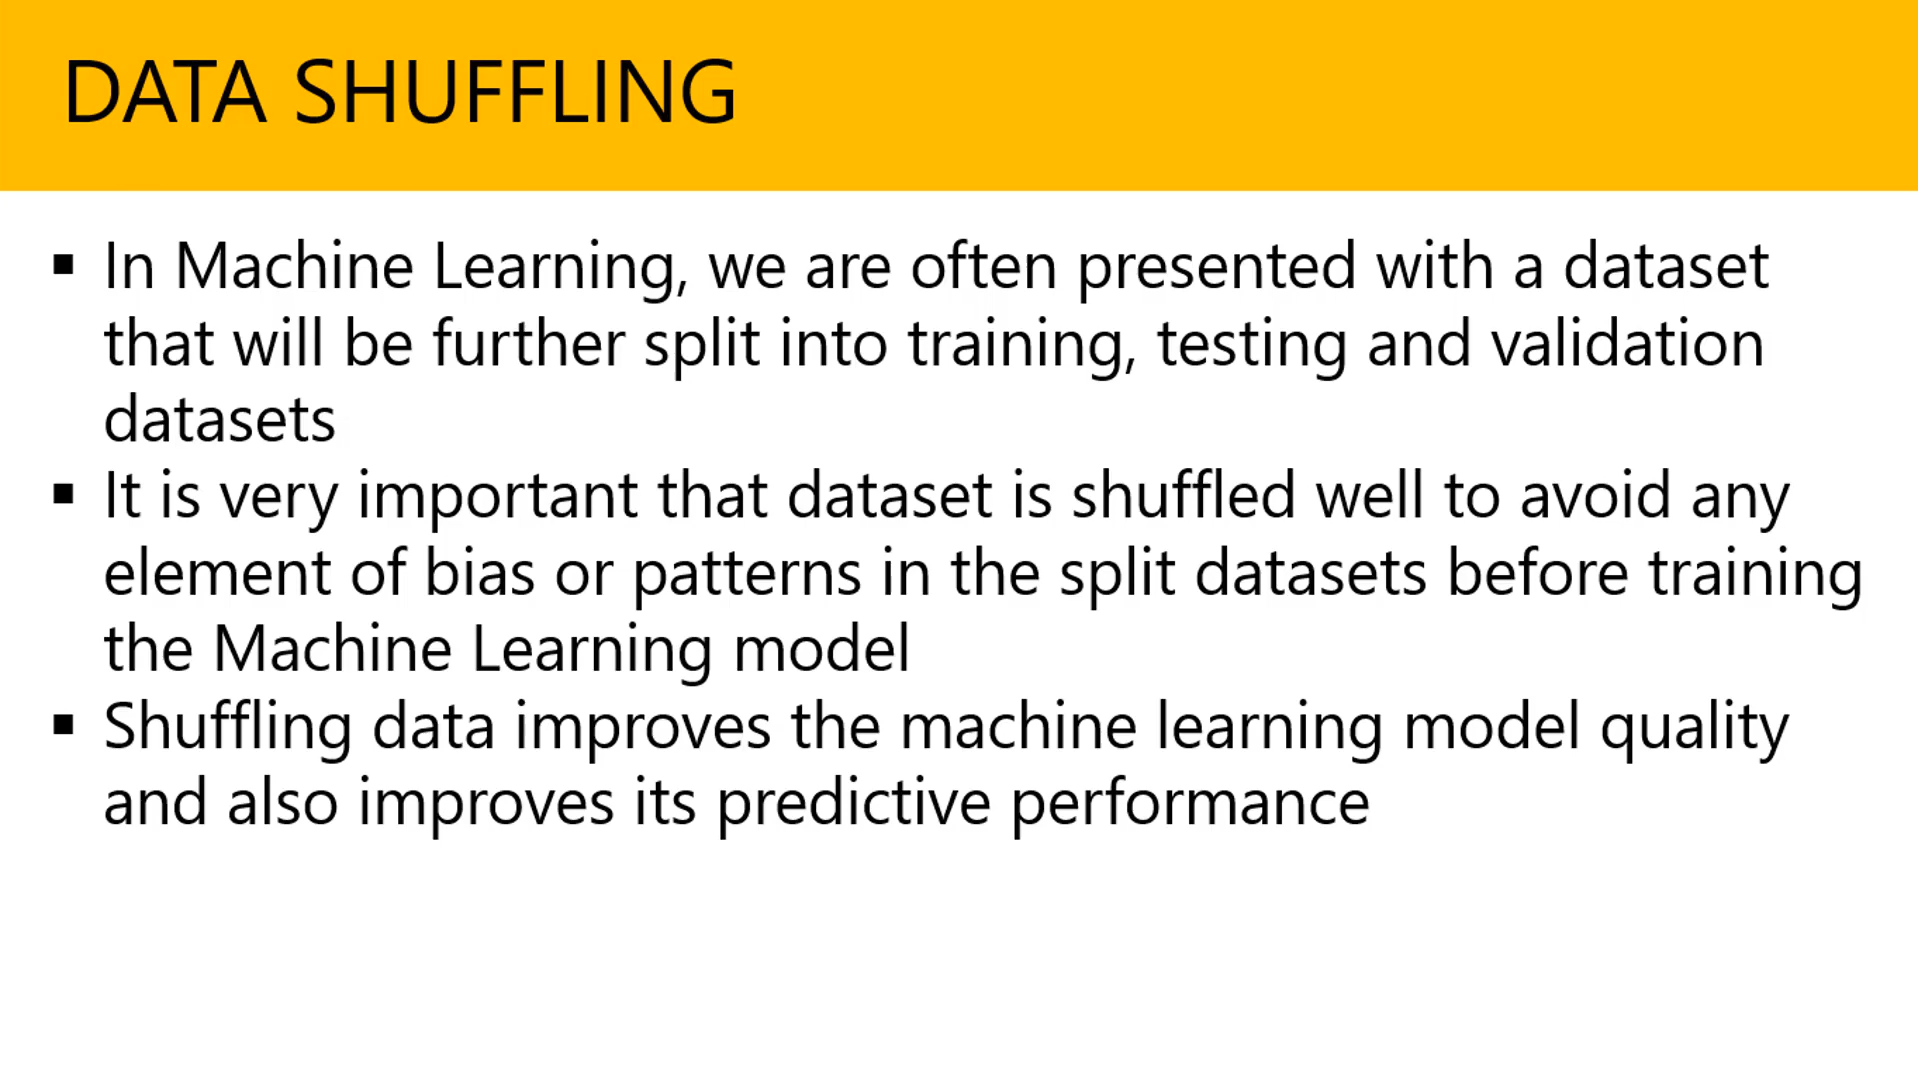 DATA SHUFFLING
▪ In Machine Learning, we are often presented with a dataset
that will be further split into training, testing and validation
datasets
▪ It is very important that dataset is shuffled well to avoid any
element of bias or patterns in the split datasets before training
the Machine Learning model
▪ Shuffling data improves the machine learning model quality
and also improves its predictive performance